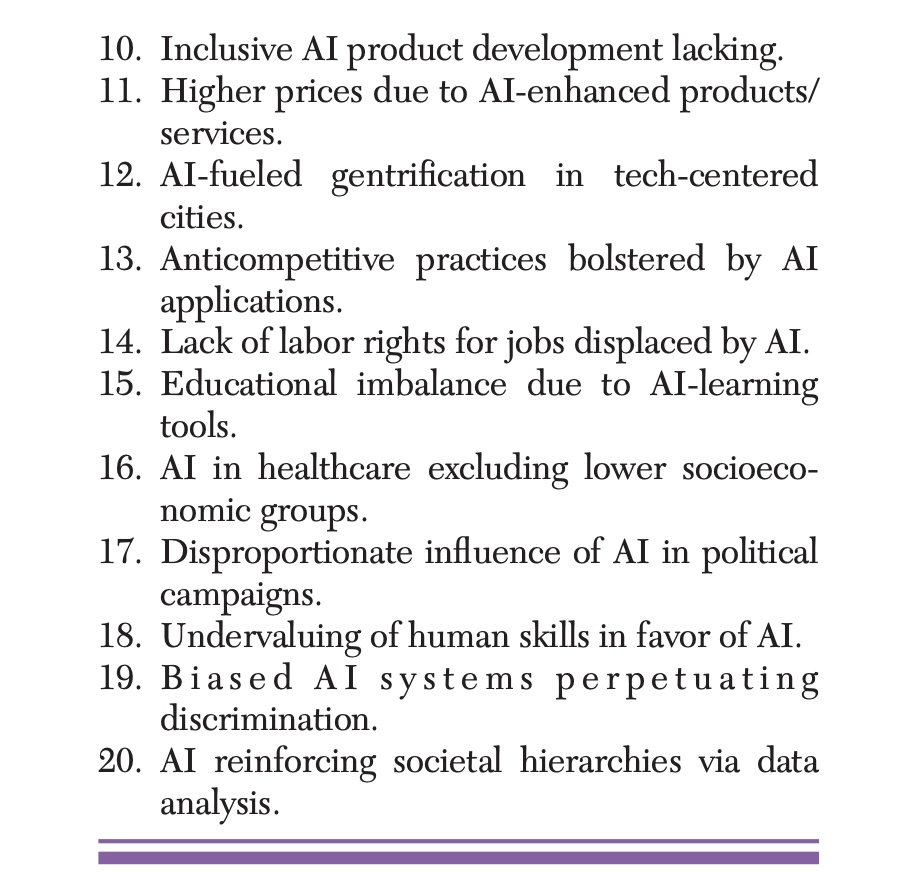 10. Inclusive AI product development lacking.
11. Higher prices due to AI-enhanced products/
services.
12. AI-fueled gentrification in tech-centered
cities.
13. Anticompetitive practices bolstered by AI
applications.
14. Lack of labor rights for jobs displaced by AI.
15. Educational imbalance due to AI-learning
tools.
16. AI in healthcare excluding lower socioeco-
nomic groups.
17. Disproportionate influence of AI in political
campaigns.
18. Undervaluing of human skills in favor of AI.
19. Biased AI systems perpetuating
discrimination.
20. AI reinforcing societal hierarchies via data
analysis.